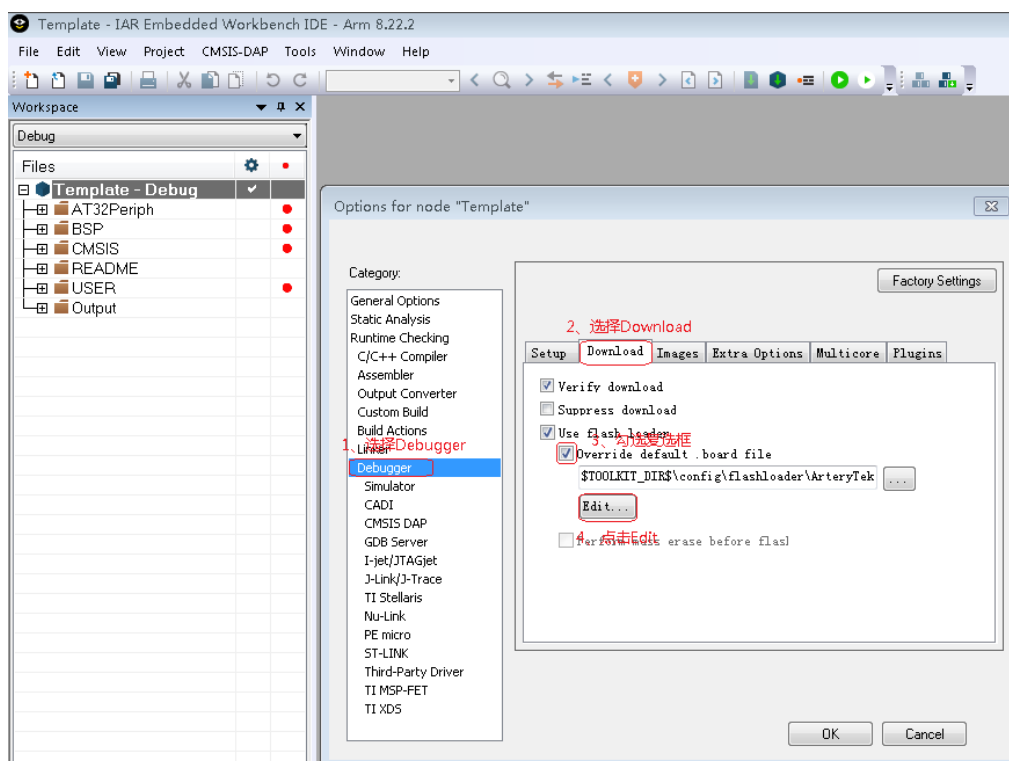 Template - IAR Embedded Workbench IDE - Arm 8.22.2
File Edit View Project CMSIS-DAP Tools Window Help
Workspace
Debug
Files
Template - Debug
AT32Periph
BSP
CMSIS
README
USER
Output
Options for node "Template"
Category:
Factory Settings
General Options
Static Analysis
Runtime Checking
C/C++ Compiler
Assembler
Output Converter
Custom Build
Build Actions
1、选择Debugger
Linker
Debugger
Simulator
CADI
CMSIS DAP
GDB Server
I-jet/JTAGjet
J-Link/J-Trace
TI Stellaris
Nu-Link
PE micro
ST-LINK
Third-Party Driver
TI MSP-FET
TI XDS
2、选择Download
Setup Download Images Extra Options Multicore Plugins
Verify download
Suppress download
Use flash loader
3、勾选复选框
Override default .board file
$TOOLKIT_DIR$\config\flashloader\ArteryTek
...
Edit...
4、点击Edit
Perform mass erase before flasl
OK Cancel